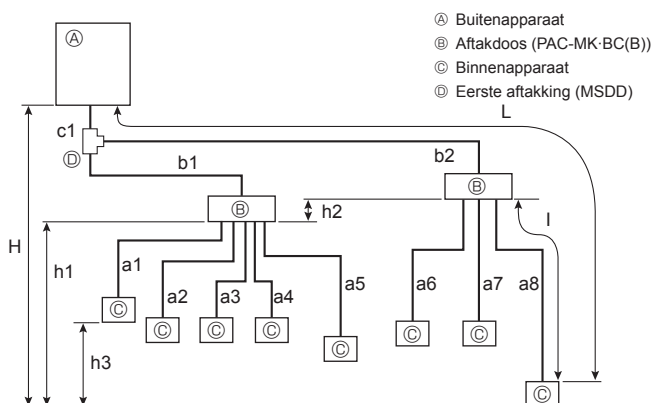 Ⓐ Buitenapparaat
Ⓑ Aftakdoos (PAC-MK·BC(B))
Ⓒ Binnenapparaat
Ⓓ Eerste aftakking (MSDD)
Ⓐ
L
c1
Ⓓ
b1
b2
Ⓑ
Ⓑ
h2
l
H
h1
a1
a2
a3
a4
a5
a6
a7
a8
Ⓒ
Ⓒ
Ⓒ
Ⓒ
Ⓒ
Ⓒ
Ⓒ
h3
Ⓒ